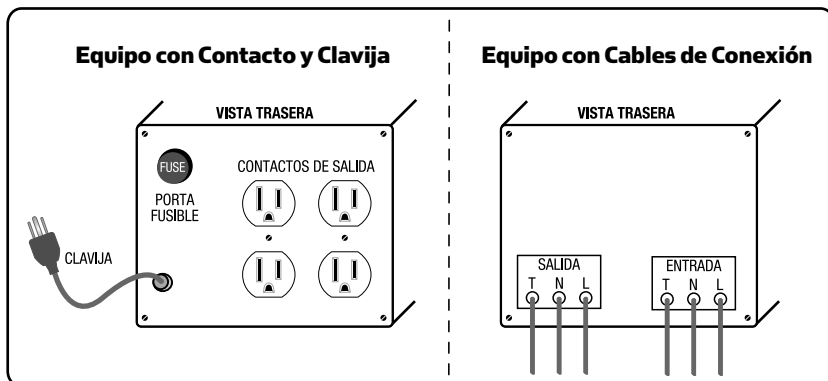 Equipo con Contacto y Clavija
VISTA TRASERA
FUSE
PORTA
FUSIBLE
CONTACTOS DE SALIDA
CLAVIJA
Equipo con Cables de Conexión
VISTA TRASERA
SALIDA
T N L
ENTRADA
T N L